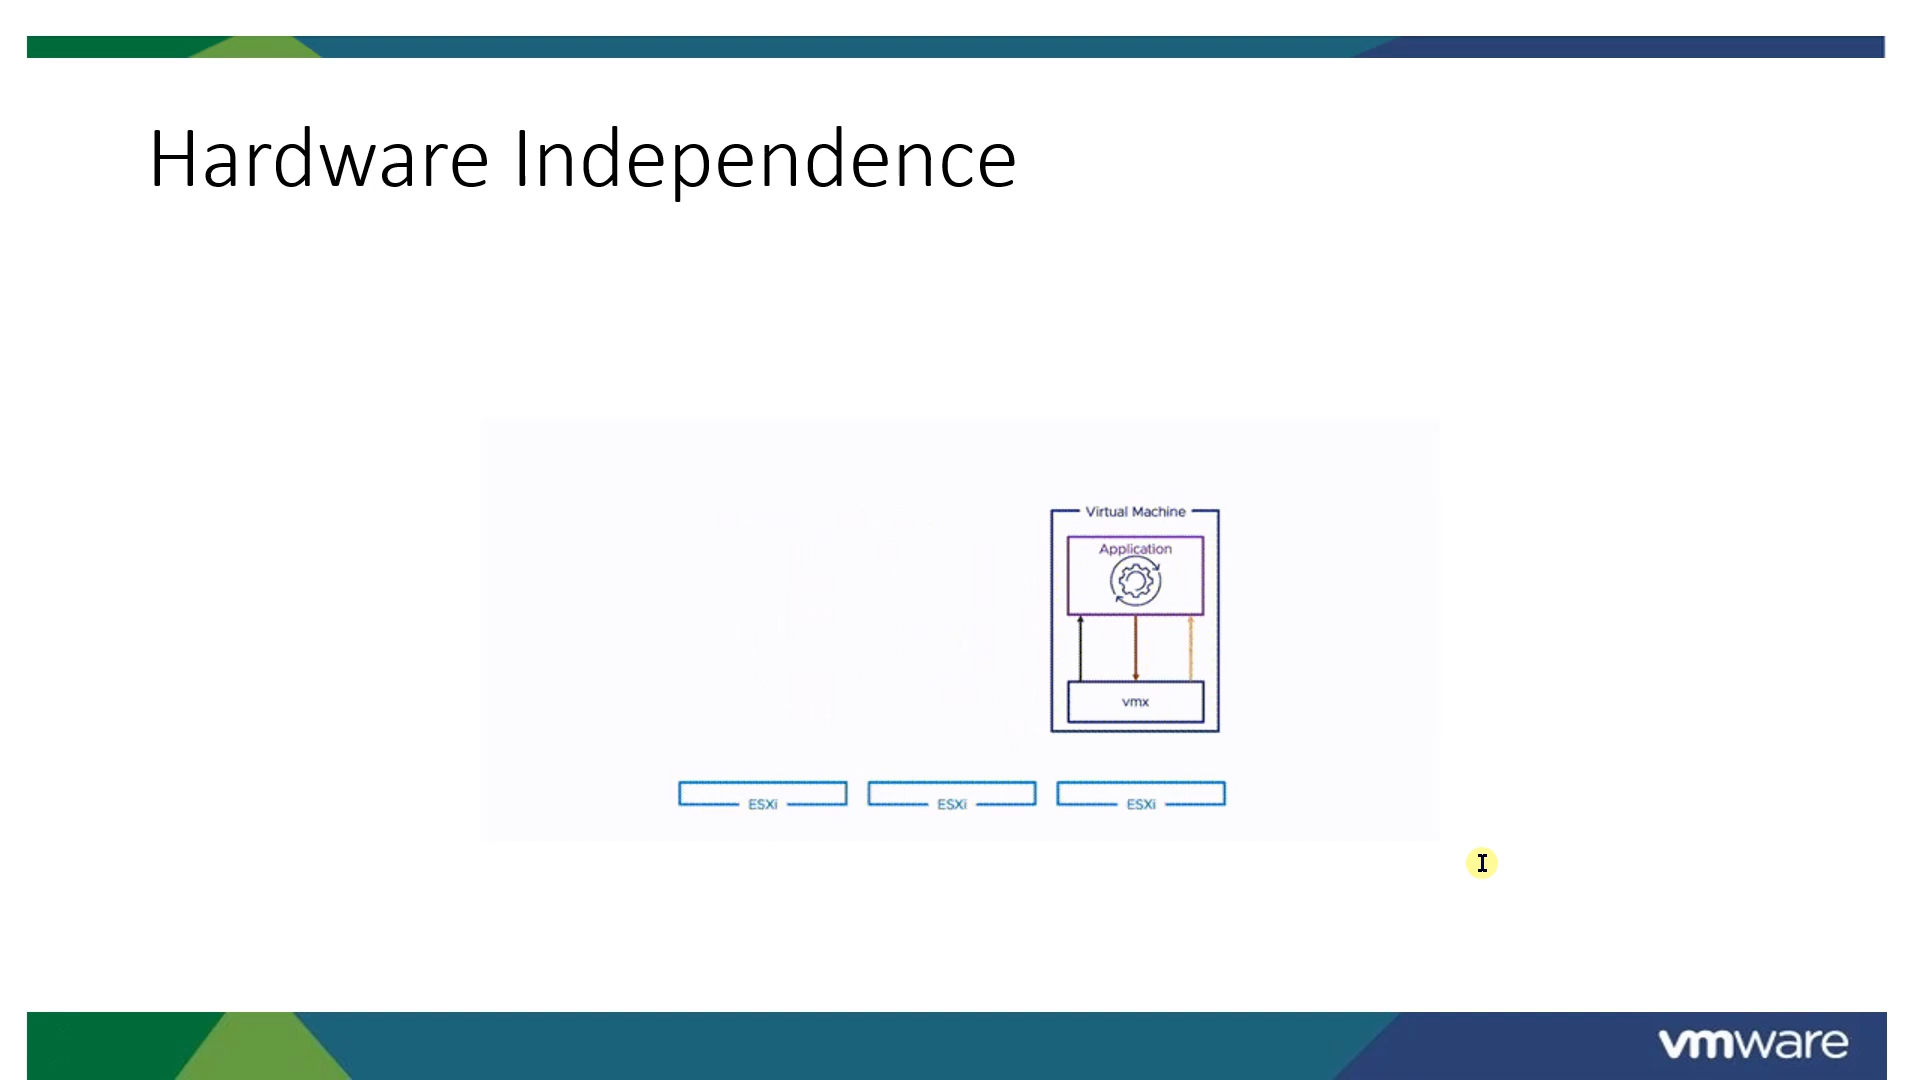 Hardware Independence
Virtual Machine
Application
vmx
ESXi ESXi ESXi
vmware